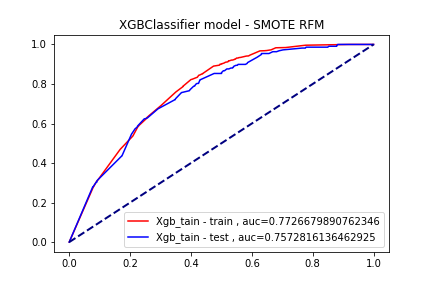 XGBClassifier model - SMOTE RFM
1.0
0.8
0.6
0.4
0.2
0.0
Xgb_tain - train , auc=0.7726679890762346
Xgb_tain - test , auc=0.7572816136462925
0.0 0.2 0.4 0.6 0.8 1.0